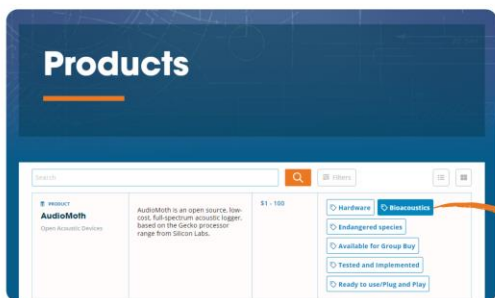 Products
Search
Filters
PRODUCT
AudioMoth
Open Acoustic Devices
AudioMoth is an open source, low-
cost, full-spectrum acoustic logger,
based on the Gecko processor
range from Silicon Labs.
$1 - 100
Hardware
Bioacoustics
Endangered species
Available for Group Buy
Tested and Implemented
Ready to use/Plug and Play